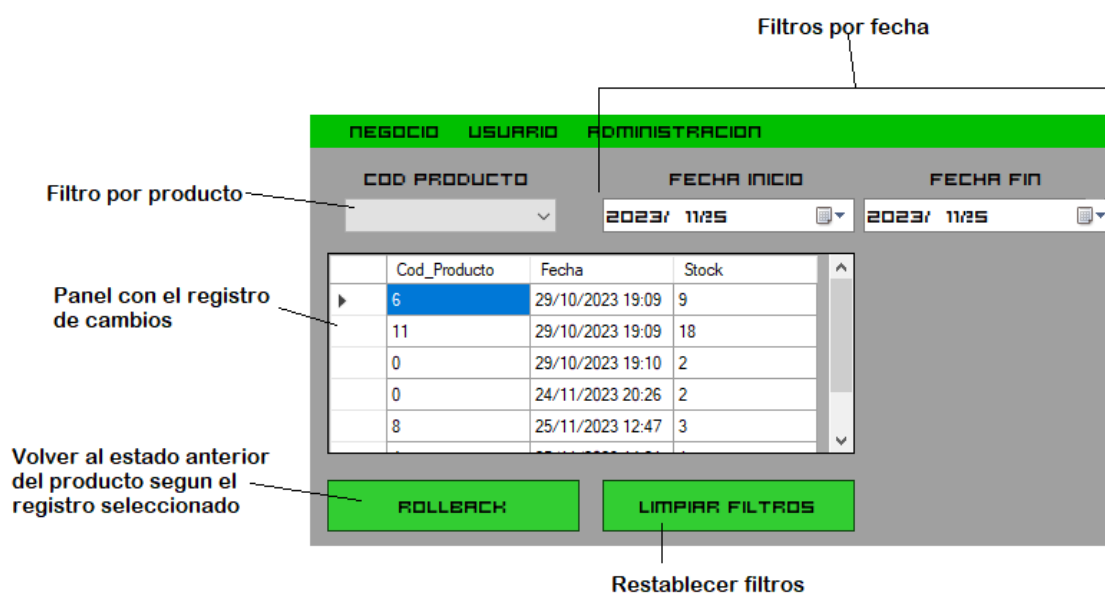 Filtros por fecha
NEGOCIO USUARIO ADMINISTRACION
COD PRODUCTO FECHA INICIO FECHA FIN
Filtro por producto
2023/ 11/25 2023/ 11/25
Cod_Producto Fecha Stock
Panel con el registro
de cambios
6 29/10/2023 19:09 9
11 29/10/2023 19:09 18
0 29/10/2023 19:10 2
0 24/11/2023 20:26 2
8 25/11/2023 12:47 3
Volver al estado anterior
del producto segun el
registro seleccionado
ROLLBACK LIMPIAR FILTROS
Restablecer filtros